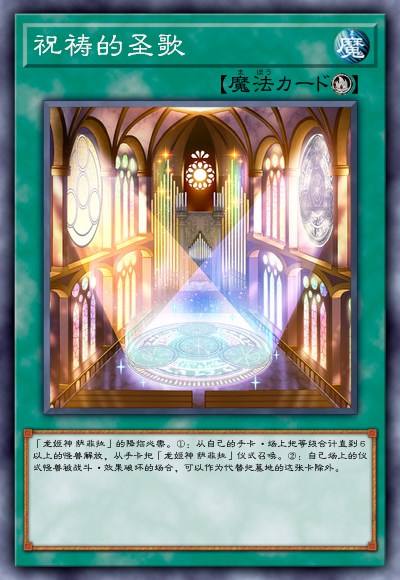 祝祷的圣歌
魔
【魔法カード】
まほう
「龙姬神 萨菲拉」的降临必需。①：从自己的手卡·场上把等级合计直到6
以上的怪兽解放，从手卡把「龙姬神 萨菲拉」仪式召唤。②：自己场上的仪
式怪兽被战斗·效果破坏的场合，可以作为代替把墓地的这张卡除外。